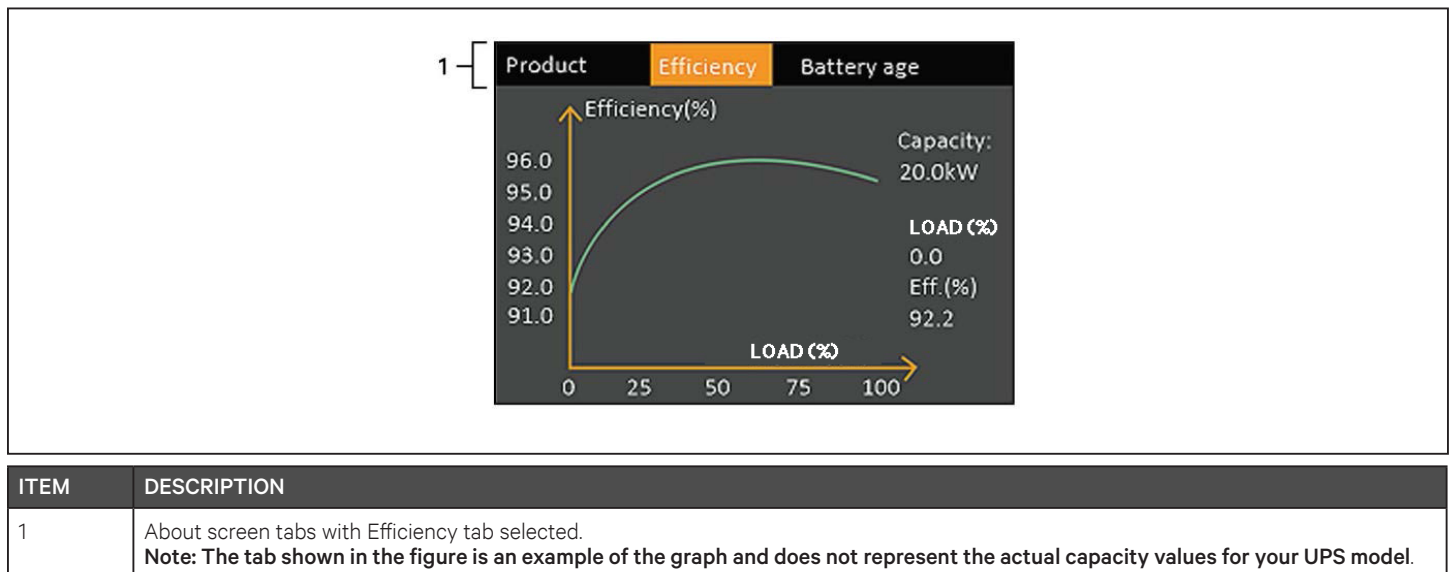 1
Product Efficiency Battery age
Efficiency(%)
96.0
95.0
94.0
93.0
92.0
91.0
LOAD (%)
0 25 50 75 100
Capacity:
20.0kW
LOAD (%)
0.0
Eff.(%)
92.2
ITEM DESCRIPTION
1 About screen tabs with Efficiency tab selected.
Note: The tab shown in the figure is an example of the graph and does not represent the actual capacity values for your UPS model.